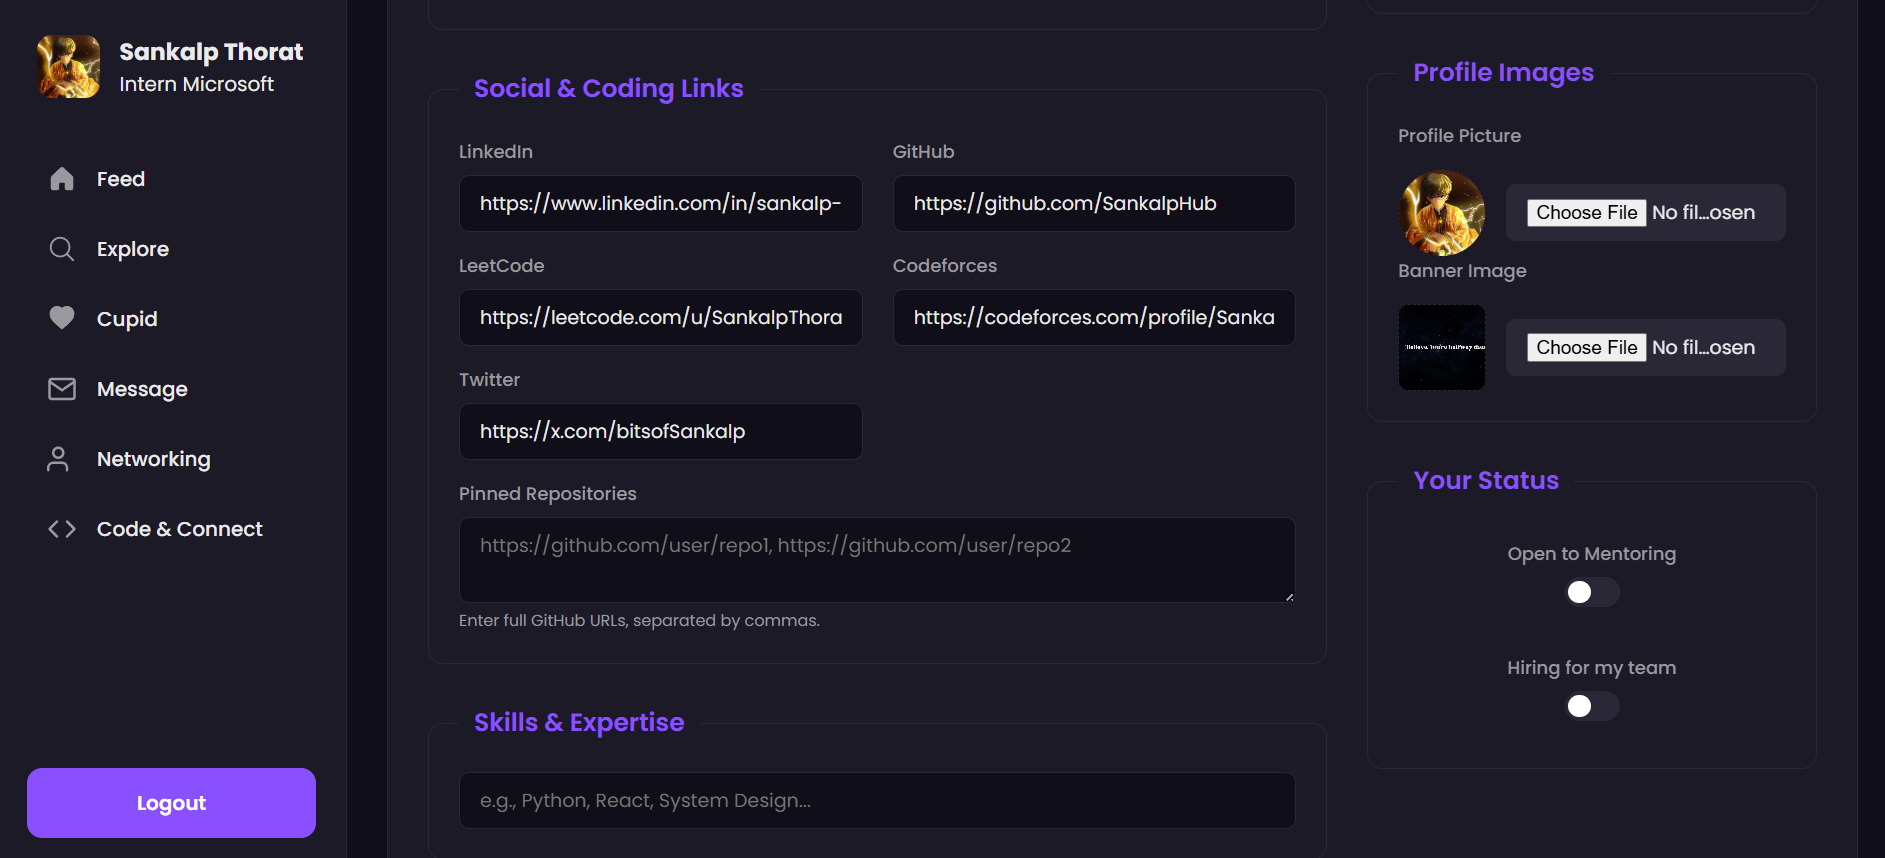 Sankalp Thorat
Intern Microsoft
Feed
Explore
Cupid
Message
Networking
Code & Connect
Logout
Social & Coding Links
LinkedIn
GitHub
https://www.linkedin.com/in/sankalp-
https://github.com/SankalpHub
LeetCode
Codeforces
https://leetcode.com/u/SankalpThora
https://codeforces.com/profile/Sanka
Twitter
https://x.com/bitsofSankalp
Pinned Repositories
https://github.com/user/repo1, https://github.com/user/repo2
Enter full GitHub URLs, separated by commas.
Skills & Expertise
e.g., Python, React, System Design...
Profile Images
Profile Picture
Choose File No fil...osen
Banner Image
halfway
Choose File No fil...osen
Your Status
Open to Mentoring
Hiring for my team